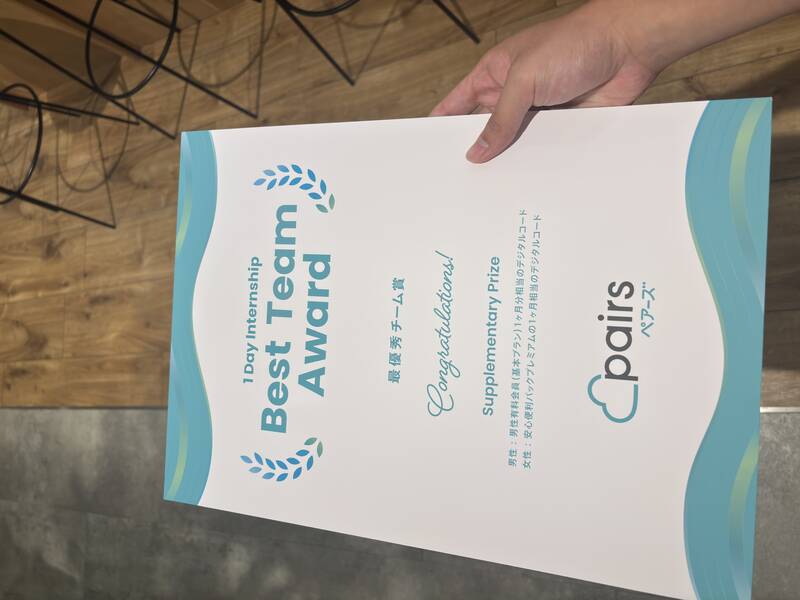 1 Day Internship
Best Team
Award
最優秀チーム賞
Congratulations!
Supplementary Prize
男性 : 男性有料会員(基本プラン)1ヶ月分相当のデジタルコード
女性 : 安心便利パックプレミアムの1ヶ月相当のデジタルコード
pairs
ペアーズ